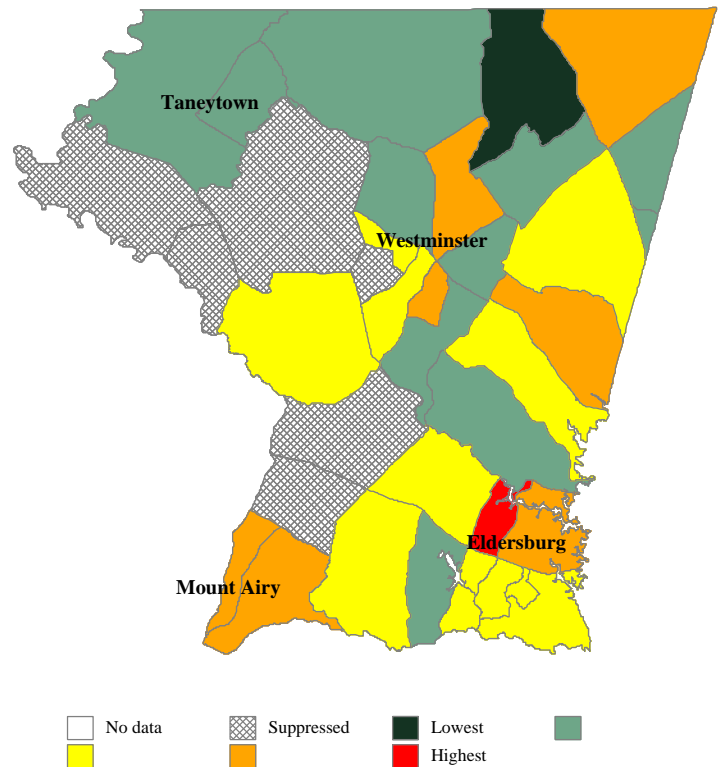 Taneytown
Westminster
Eldersburg
Mount Airy
No data Suppressed Lowest
Highest